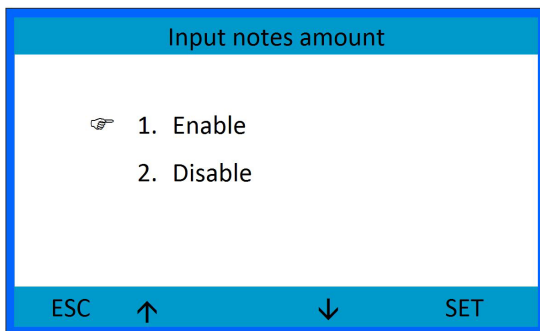 Input notes amount
☞ 1. Enable
2. Disable
ESC ↑ ↓ SET